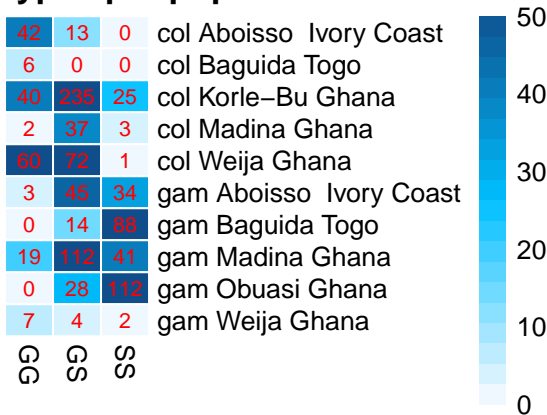 50
42 13 0 col Aboisso Ivory Coast
6 0 0 col Baguida Togo
40 235 25 col Korle−Bu Ghana
40
2 37 3 col Madina Ghana
60 72 1 col Weija Ghana
30
3 45 34 gam Aboisso Ivory Coast
0 14 88 gam Baguida Togo
20
19 112 41 gam Madina Ghana
0 28 112 gam Obuasi Ghana
10
7 4 2 gam Weija Ghana
GG GS SS
0